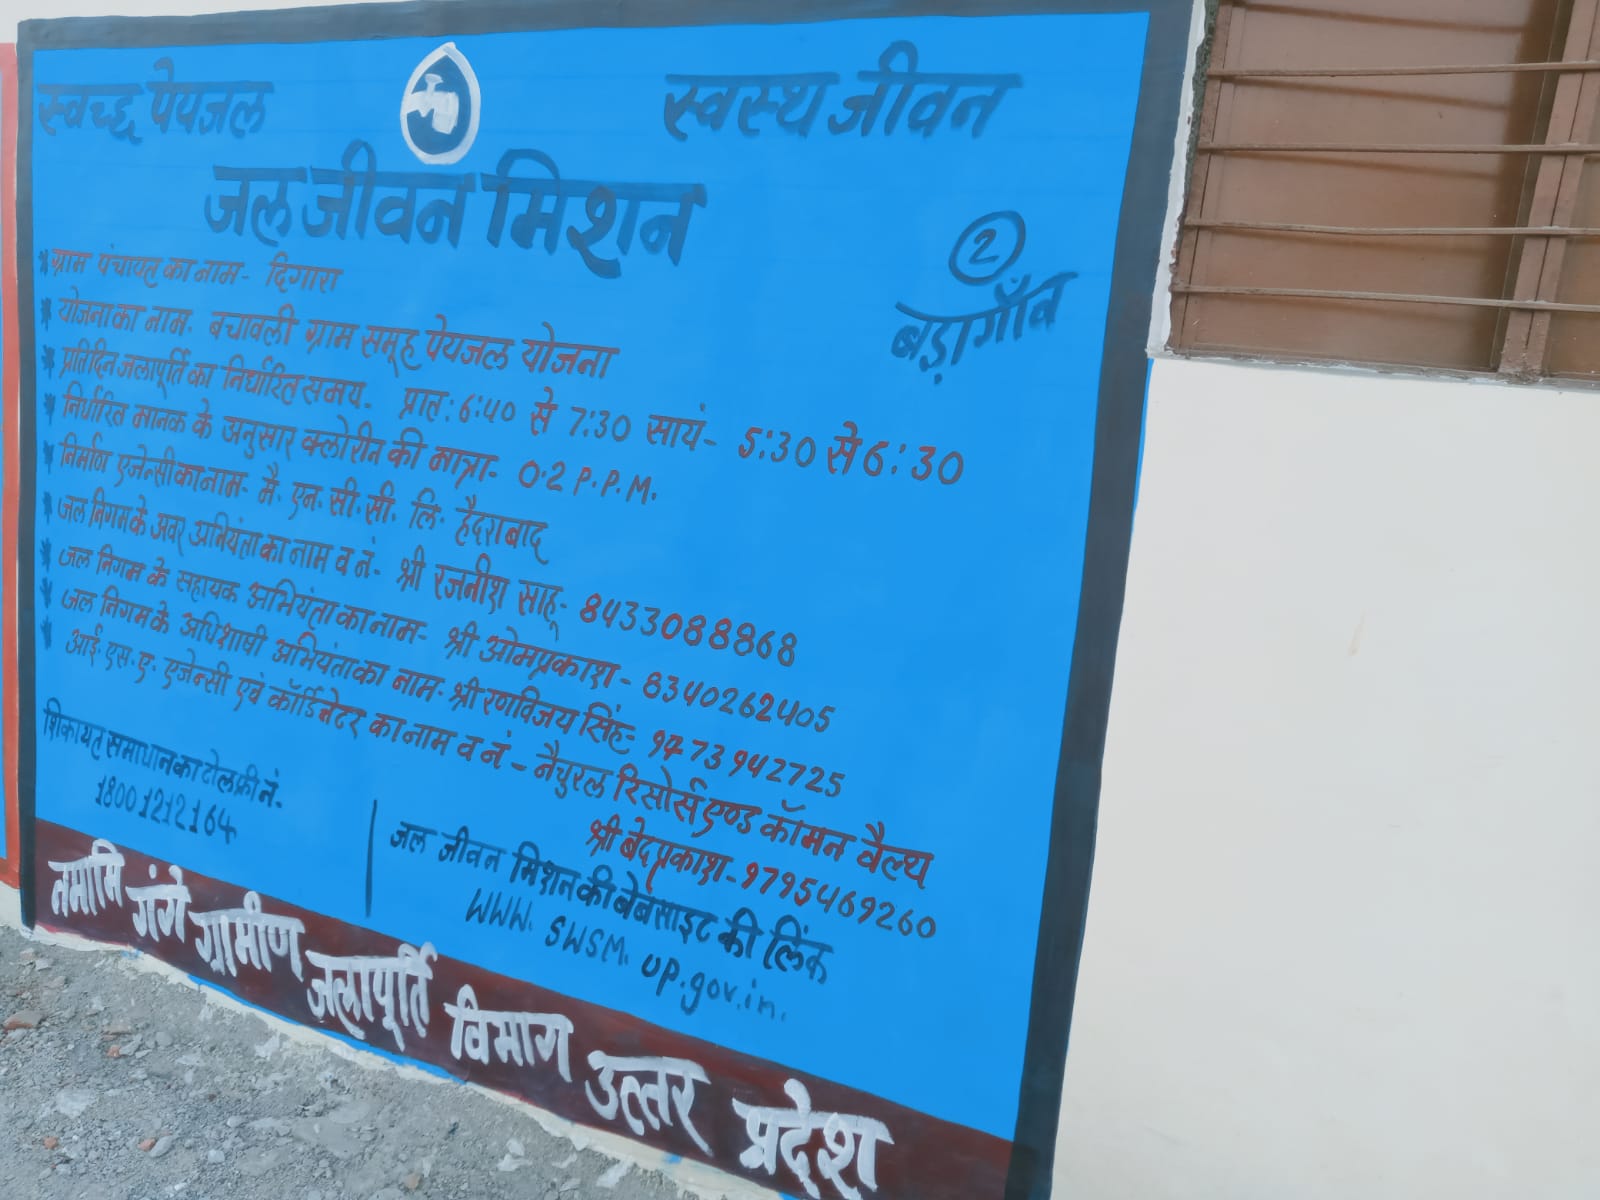 स्वच्छ पेयजल
स्वस्थ जीवन
जल जीवन मिशन
2
बड़ागाँव
* ग्राम पंचायत का नाम- दिगारा
* योजना का नाम- बचावली ग्राम समूह पेयजल योजना
* प्रतिदिन जलापूर्ति का निर्धारित समय- प्रात: 6:40 से 7:30 सायं- 5:30 से 6:30
* निर्धारित मानक के अनुसार क्लोरीन की मात्रा- 0.2 P.P.M.
* निर्माण एजेन्सी का नाम- मै. एन. सी. सी. लि. हैदराबाद
* जल निगम के अवर अभियंता का नाम व नं- श्री रजनीश साहू- 8433088868
* जल निगम के सहायक अभियंता का नाम- श्री ओमप्रकाश- 8340262405
* जल निगम के अधिशाषी अभियंता का नाम- श्री रणविजय सिंह- 9473942725
* आई. एस. ए. एजेन्सी एवं कॉर्डिनेटर का नाम व नं- नैचुरल रिसोर्स एण्ड कॉमन वैल्थ
श्री बेदप्रकाश- 9795469260
शिकायत समाधान का टोल फ्री नं.
18001212164
जल जीवन मिशन की बेबसाइट की लिंक
WWW. SWSM. up.gov.in.
नमामि गंगे ग्रामीण जलापूर्ति विभाग उत्तर प्रदेश